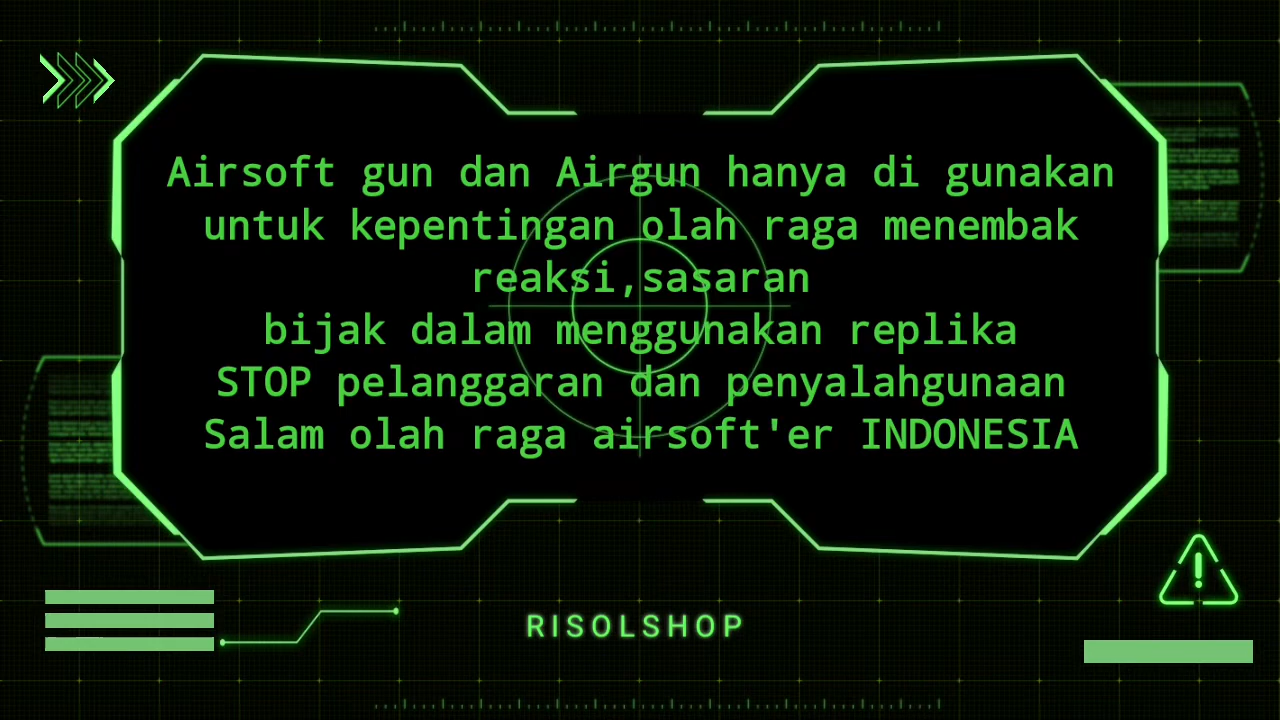 Airsoft gun dan Airgun hanya di gunakan
untuk kepentingan olah raga menembak
reaksi,sasaran
bijak dalam menggunakan replika
STOP pelanggaran dan penyalahgunaan
Salam olah raga airsoft'er INDONESIA
RISOLSHOP